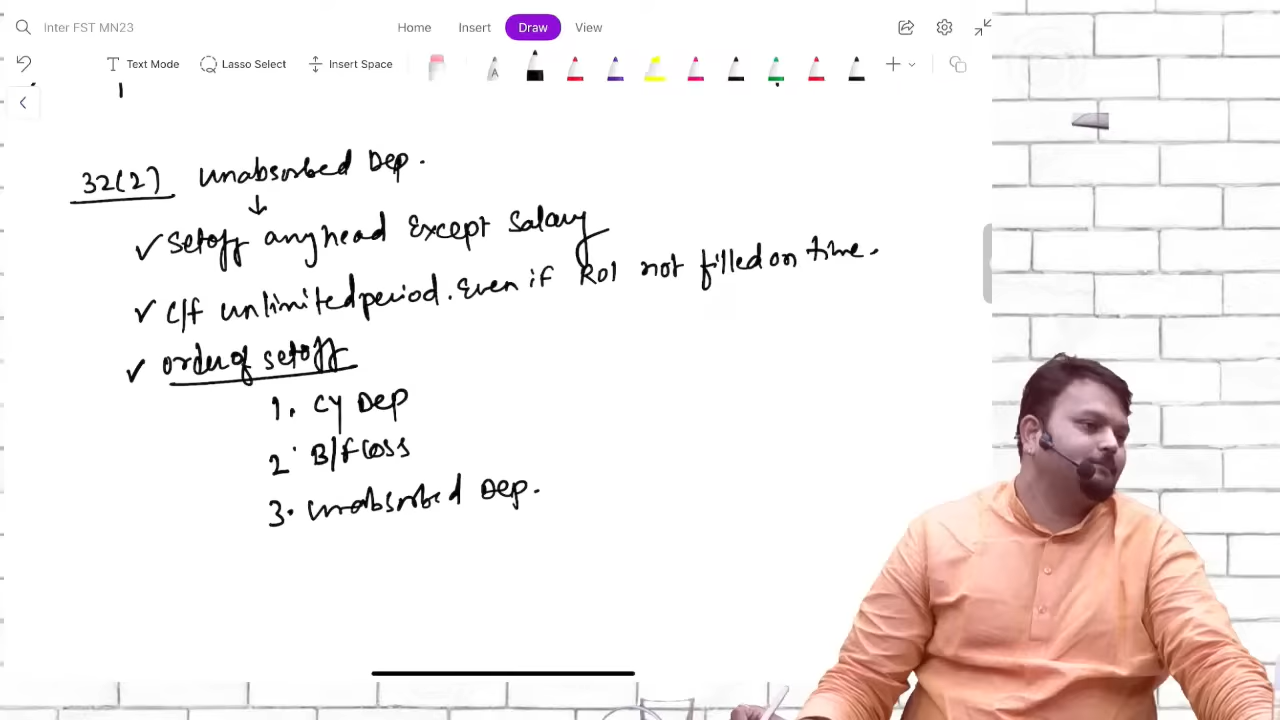 Inter FST MN23
Home Insert Draw View
Text Mode Lasso Select Insert Space
A
32(2) Unabsorbed Dep.
✓ Setoff any head Except Salary
✓ C/f unlimited period. Even if ROI not filled on time.
✓ order of setoff
1. CY Dep
2. B/f Loss
3. Unabsorbed Dep.